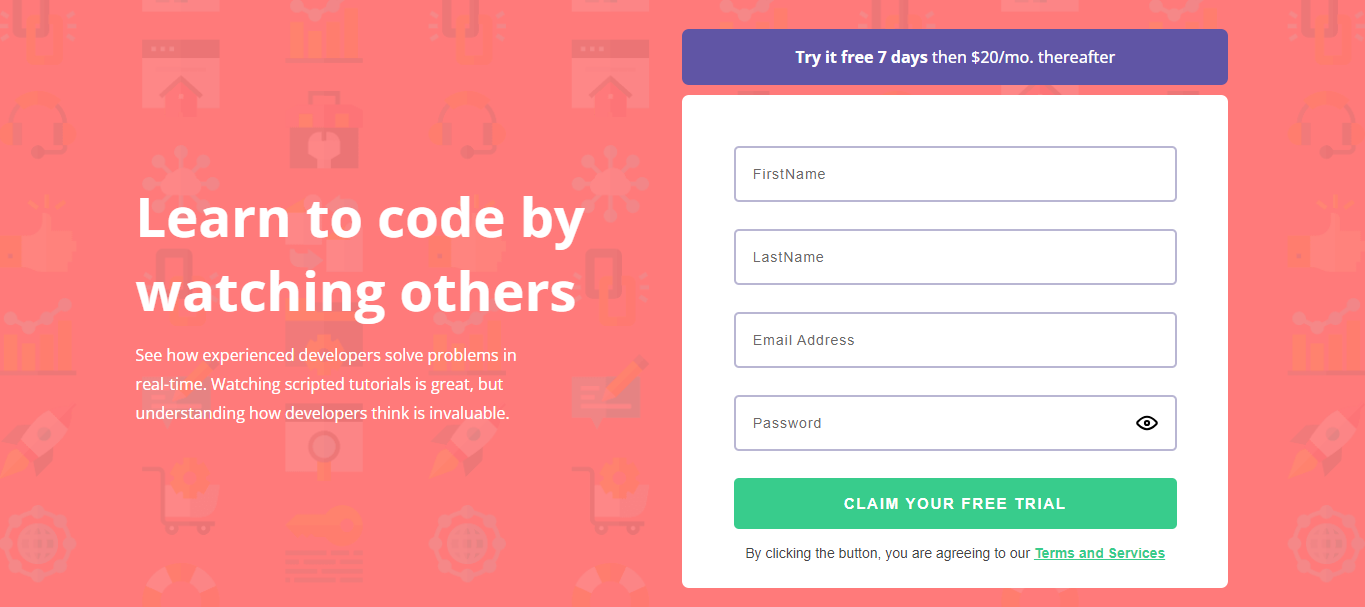 Learn to code by
watching others
See how experienced developers solve problems in
real-time. Watching scripted tutorials is great, but
understanding how developers think is invaluable.
Try it free 7 days then $20/mo. thereafter
FirstName
LastName
Email Address
Password
CLAIM YOUR FREE TRIAL
By clicking the button, you are agreeing to our Terms and Services